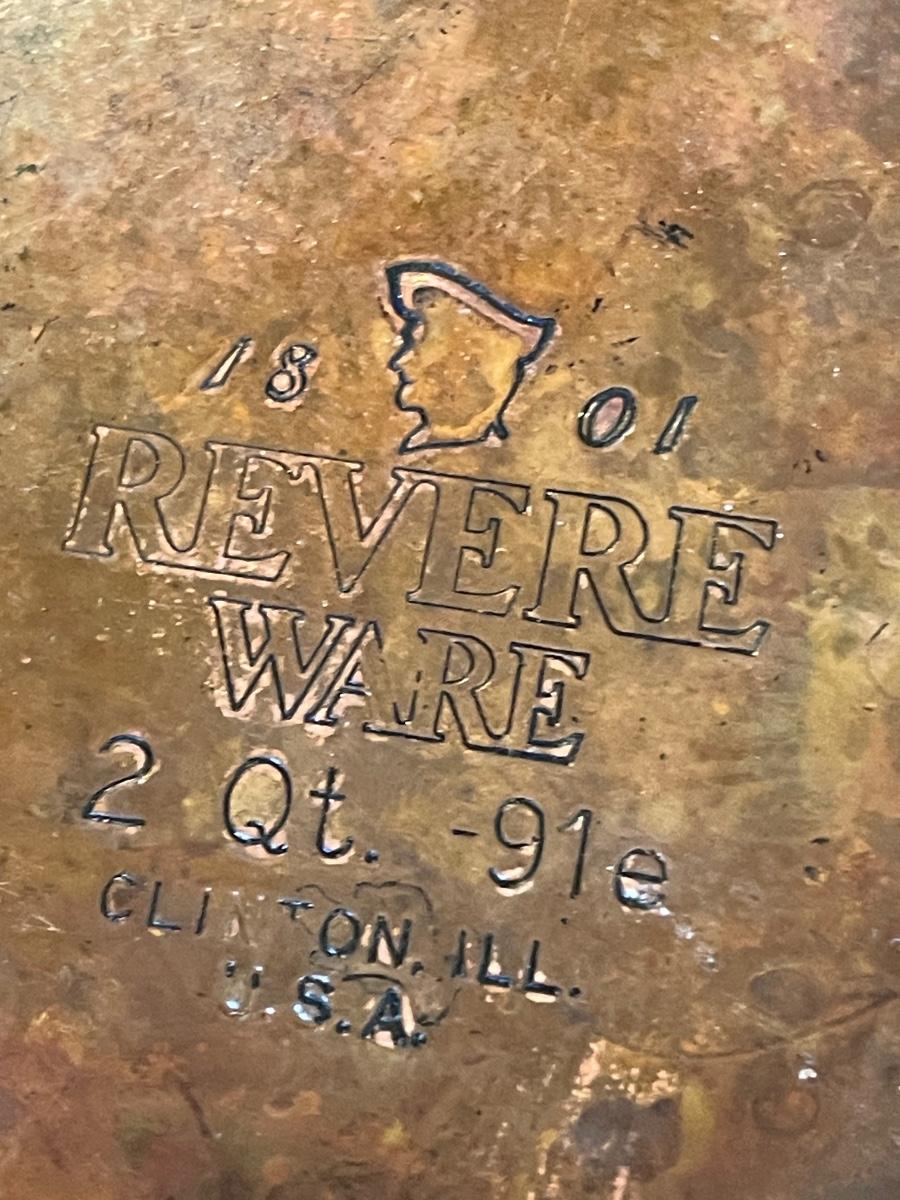 1801
REVERE
WARE
2 Qt. -91e
CLINTON, ILL.
U.S.A.